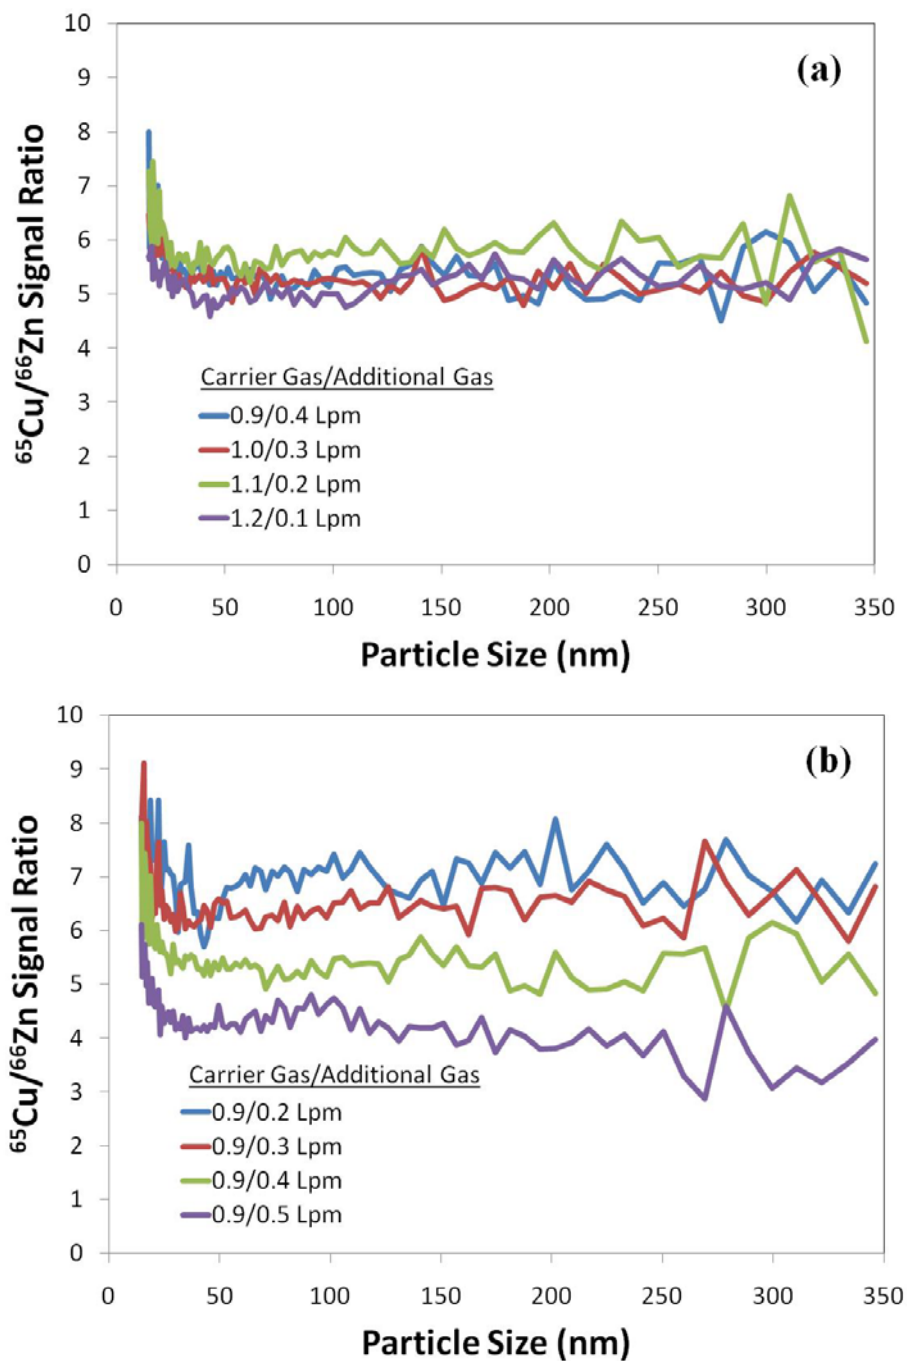 (a)
⁶⁵Cu/⁶⁶Zn Signal Ratio
10
9
8
7
6
5
4
3
2
1
0
Carrier Gas/Additional Gas
0.9/0.4 Lpm
1.0/0.3 Lpm
1.1/0.2 Lpm
1.2/0.1 Lpm
0 50 100 150 200 250 300 350
Particle Size (nm)
(b)
⁶⁵Cu/⁶⁶Zn Signal Ratio
10
9
8
7
6
5
4
3
2
1
0
Carrier Gas/Additional Gas
0.9/0.2 Lpm
0.9/0.3 Lpm
0.9/0.4 Lpm
0.9/0.5 Lpm
0 50 100 150 200 250 300 350
Particle Size (nm)